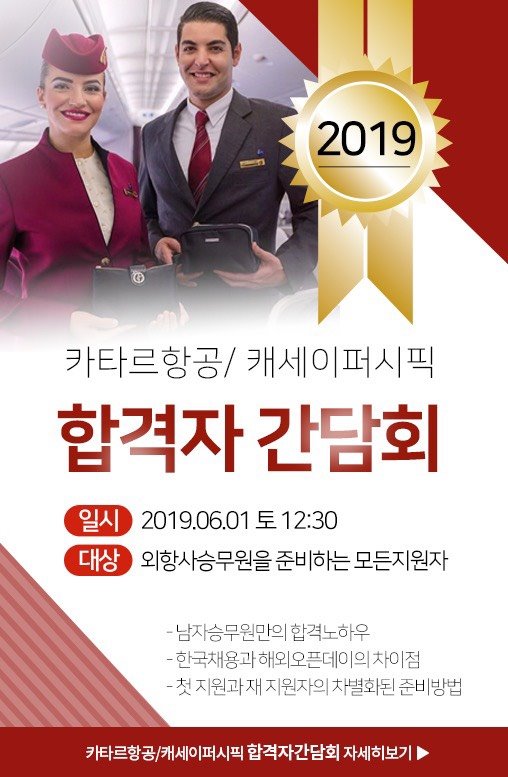 2019
카타르항공/ 캐세이퍼시픽
합격자 간담회
일시 2019.06.01 토 12:30
대상 외항사승무원을 준비하는 모든지원자
- 남자승무원만의 합격노하우
- 한국채용과 해외오픈데이의 차이점
- 첫 지원과 재 지원자의 차별화된 준비방법
카타르항공/캐세이퍼시픽 합격자간담회 자세히보기 ▶